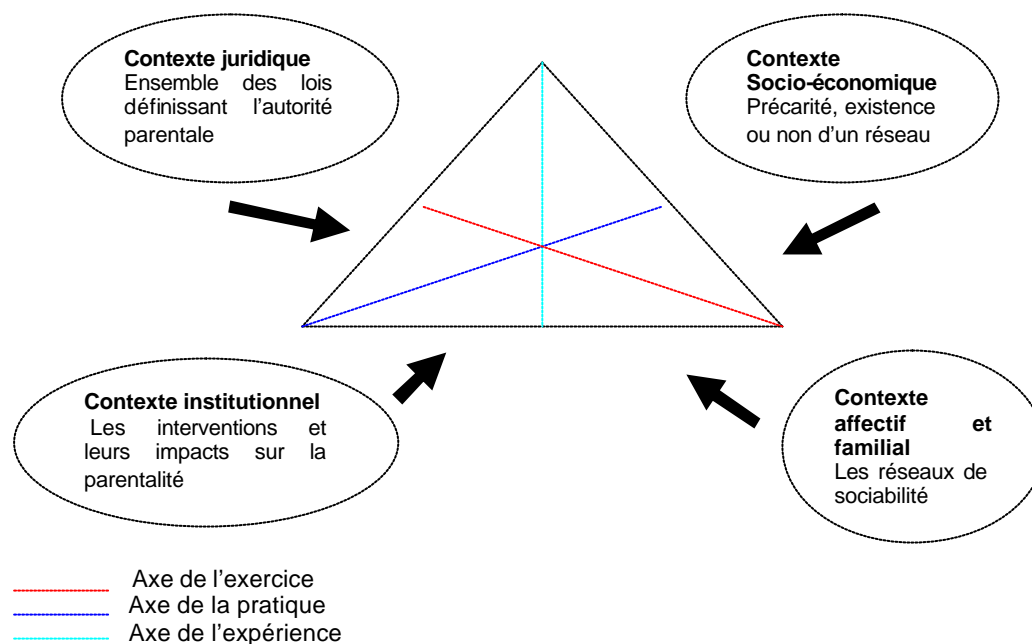 Contexte juridique
Ensemble des lois
définissant l’autorité
parentale
Contexte
Socio-économique
Précarité, existence
ou non d’un réseau
Contexte institutionnel
Les interventions et
leurs impacts sur la
parentalité
Contexte
affectif et
familial
Les réseaux de
sociabilité
Axe de l’exercice
Axe de la pratique
Axe de l’expérience